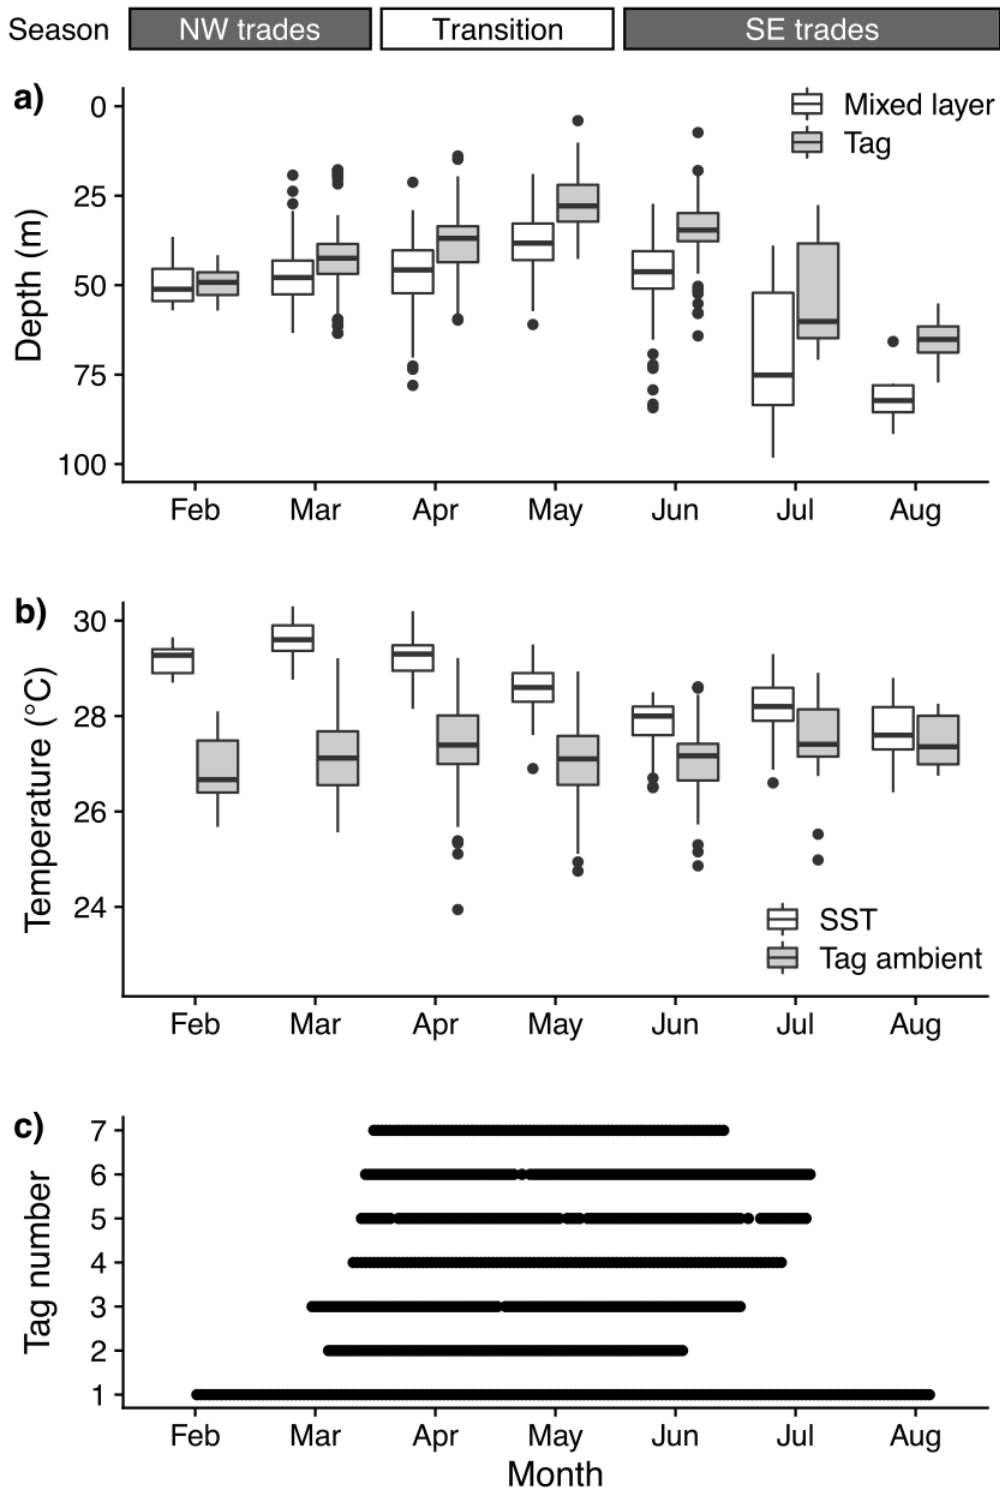 Season NW trades Transition SE trades
a)
Mixed layer
Tag
Depth (m)
0
25
50
75
100
Feb Mar Apr May Jun Jul Aug
b)
Temperature (°C)
30
28
26
24
SST
Tag ambient
Feb Mar Apr May Jun Jul Aug
c)
Tag number
7
6
5
4
3
2
1
Feb Mar Apr May Jun Jul Aug
Month